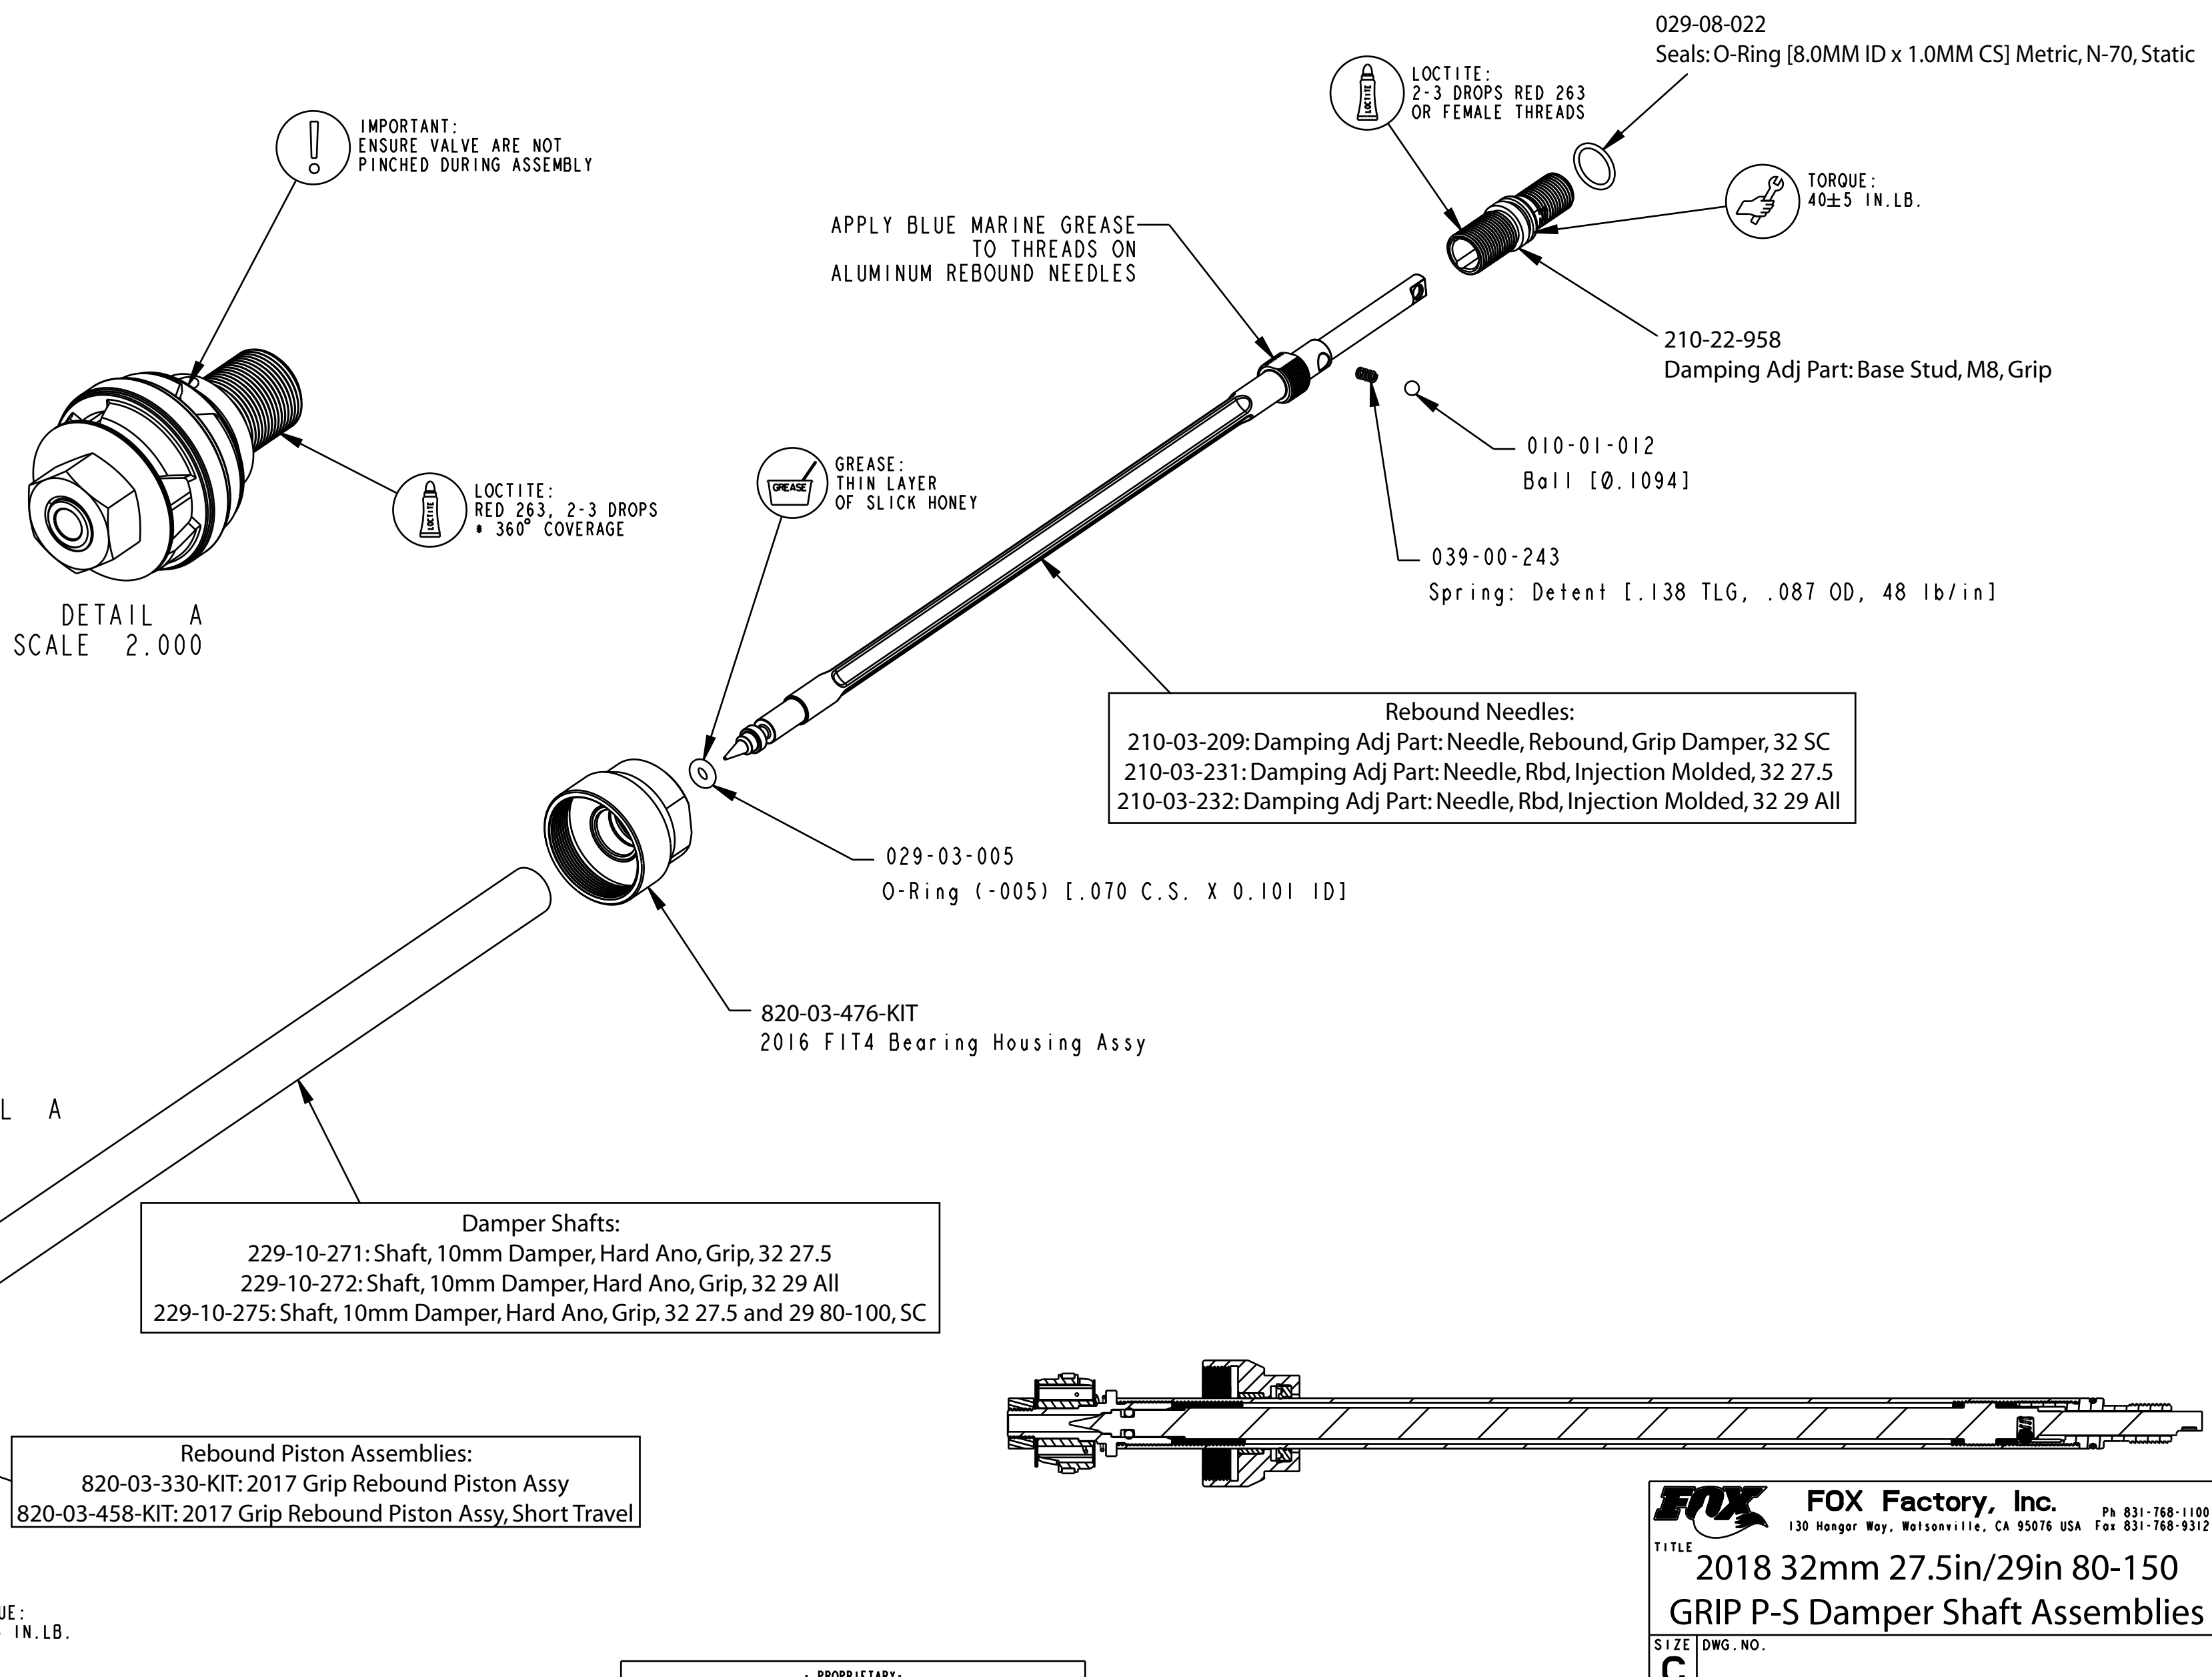 029-08-022
Seals: O-Ring [8.0MM ID x 1.0MM CS] Metric, N-70, Static
LOCTITE:
2-3 DROPS RED 263
OR FEMALE THREADS
LOCTITE
IMPORTANT:
ENSURE VALVE ARE NOT
PINCHED DURING ASSEMBLY
TORQUE:
40±5 IN.LB.
APPLY BLUE MARINE GREASE
TO THREADS ON
ALUMINUM REBOUND NEEDLES
210-22-958
Damping Adj Part: Base Stud, M8, Grip
010-01-012
Ball [Ø.1094]
GREASE:
THIN LAYER
OF SLICK HONEY
GREASE
LOCTITE:
RED 263, 2-3 DROPS
* 360° COVERAGE
LOCTITE
039-00-243
Spring: Detent [.138 TLG, .087 OD, 48 lb/in]
DETAIL A
SCALE 2.000
Rebound Needles:
210-03-209: Damping Adj Part: Needle, Rebound, Grip Damper, 32 SC
210-03-231: Damping Adj Part: Needle, Rbd, Injection Molded, 32 27.5
210-03-232: Damping Adj Part: Needle, Rbd, Injection Molded, 32 29 All
029-03-005
O-Ring (-005) [.070 C.S. X 0.101 ID]
820-03-476-KIT
2016 FIT4 Bearing Housing Assy
L A
Damper Shafts:
229-10-271: Shaft, 10mm Damper, Hard Ano, Grip, 32 27.5
229-10-272: Shaft, 10mm Damper, Hard Ano, Grip, 32 29 All
229-10-275: Shaft, 10mm Damper, Hard Ano, Grip, 32 27.5 and 29 80-100, SC
Rebound Piston Assemblies:
820-03-330-KIT: 2017 Grip Rebound Piston Assy
820-03-458-KIT: 2017 Grip Rebound Piston Assy, Short Travel
FOX
FOX Factory, Inc.
130 Hangar Way, Watsonville, CA 95076 USA
Ph 831-768-1100
Fax 831-768-9312
TITLE
2018 32mm 27.5in/29in 80-150
GRIP P-S Damper Shaft Assemblies
SIZE
C
DWG. NO.
UE:
IN.LB.
- PROPRIETARY-